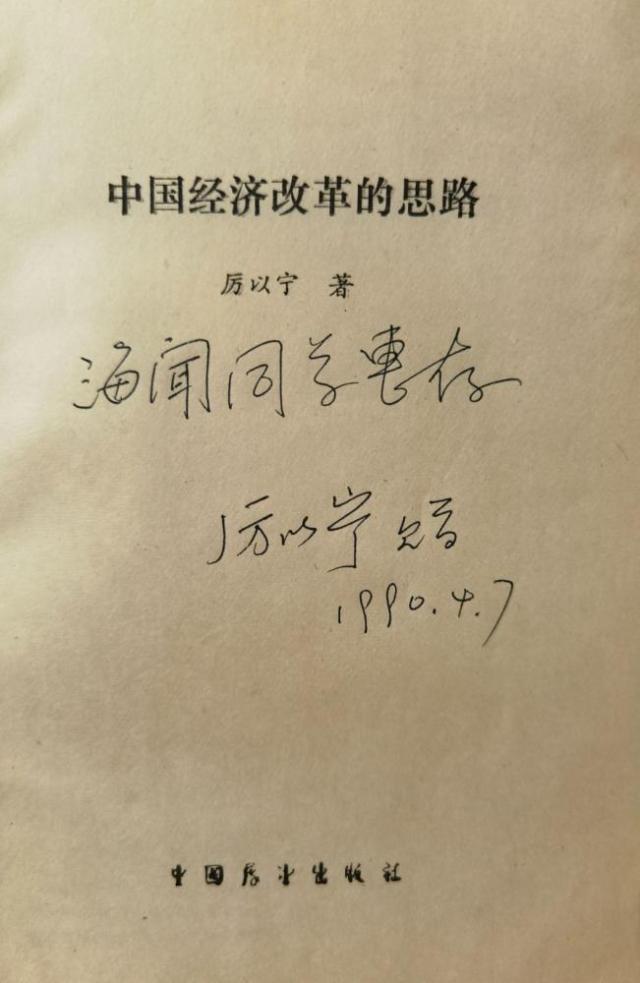 中国经济改革的思路
厉以宁 著
海闻同学惠存
厉以宁 赠
1990.4.7
中国展望出版社